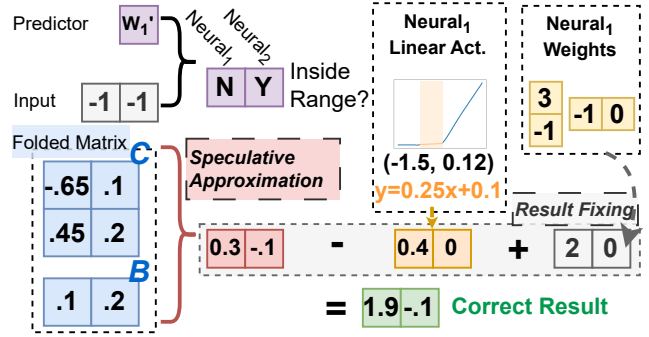 Predictor
W₁'
Neural₁
Neural₂
Input
-1 -1
N Y
Inside
Range?
Folded Matrix
C
-.65 .1
.45 .2
B
.1 .2
Speculative
Approximation
Neural₁
Linear Act.
(-1.5, 0.12)
y=0.25x+0.1
Neural₁
Weights
3
-1
-1 0
Result Fixing
0.3 -.1 - 0.4 0 + 2 0
= 1.9 -.1 Correct Result